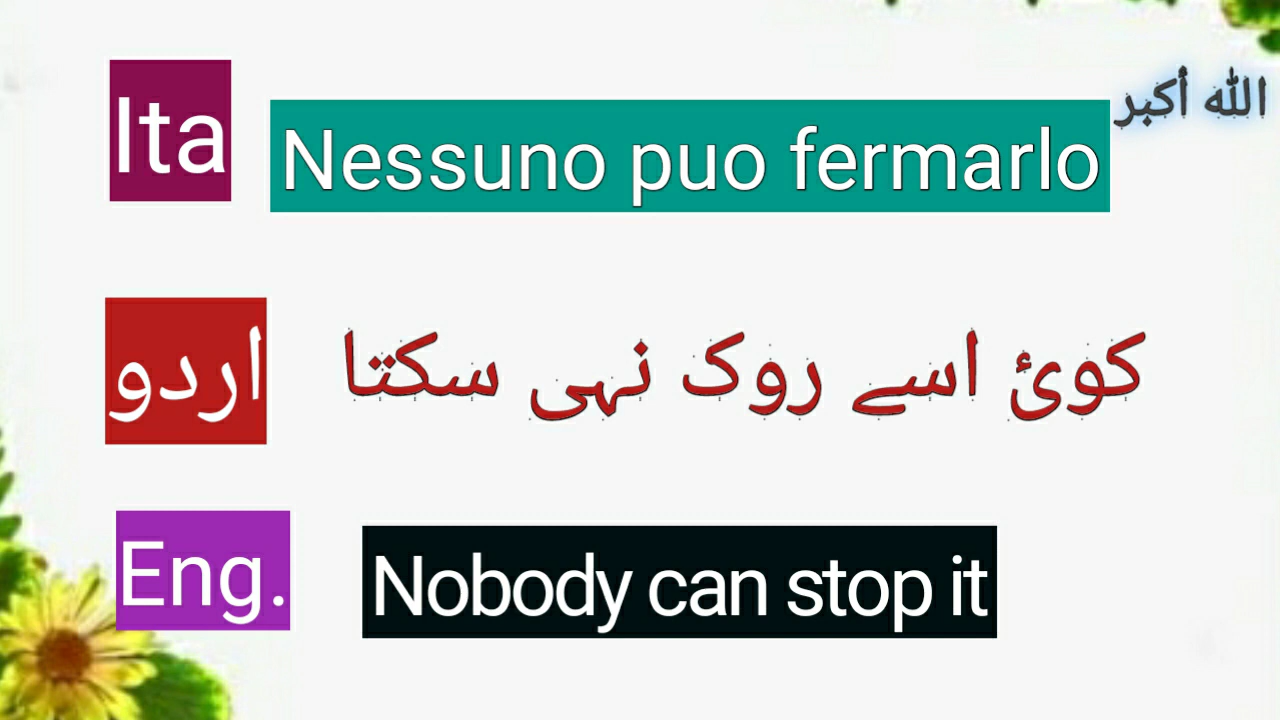 الله أكبر
Ita
Nessuno puo fermarlo
اردو
کوئ اسے روک نہی سکتا
Eng.
Nobody can stop it